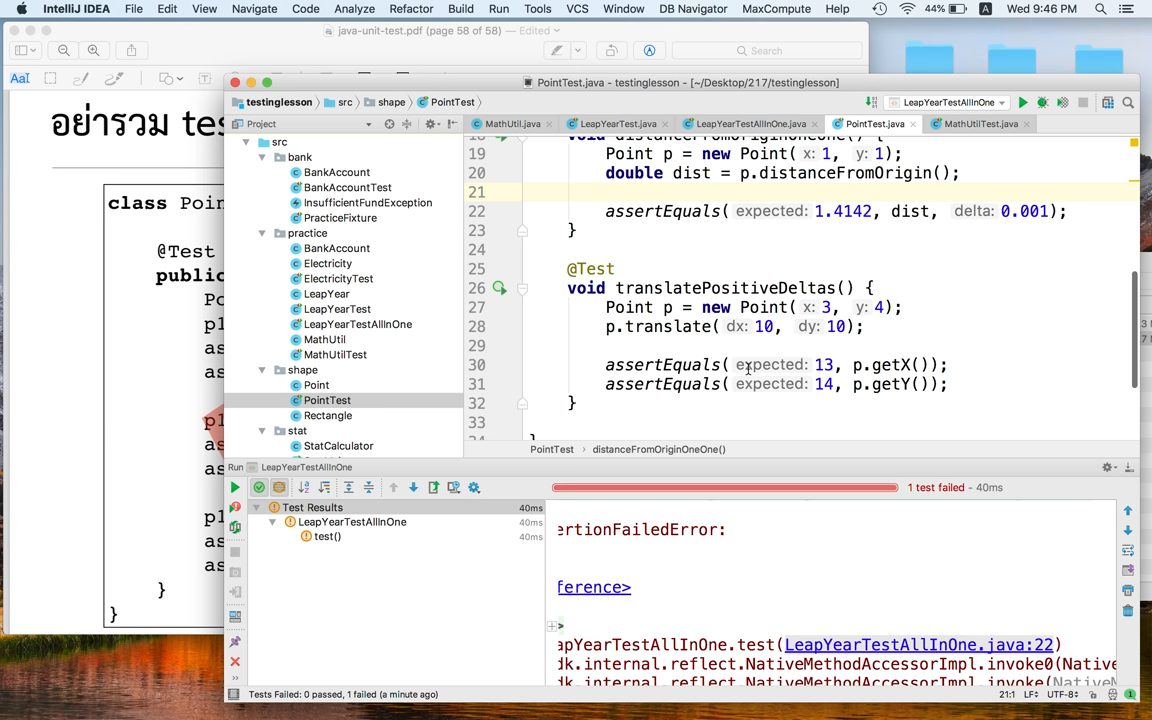 IntelliJ IDEA File Edit View Navigate Code Analyze Refactor Build Run Tools VCS Window DB Navigator MaxCompute Help 44% A Wed 9:46 PM
java-unit-test.pdf (page 58 of 58) — Edited
Search
AaI
อย่ารวม
class
@Test
PointTest.java - testinglesson - [~/Desktop/217/testinglesson]
testinglesson src shape PointTest LeapYearTestAllInOne
Project
MathUtil.java LeapYearTest.java LeapYearTestAllInOne.java PointTest.java MathUtilTest.java
src
bank
BankAccount
BankAccountTest
InsufficientFundException
PracticeFixture
practice
BankAccount
Electricity
ElectricityTest
LeapYear
LeapYearTest
LeapYearTestAllInOne
MathUtil
MathUtilTest
shape
Point
PointTest
Rectangle
stat
StatCalculator
19 Point p = new Point( x: 1, y: 1);
20 double dist = p.distanceFromOrigin();
21
22 assertEquals( expected: 1.4142, dist, delta: 0.001);
23 }
24
25 @Test
26 void translatePositiveDeltas() {
27 Point p = new Point( x: 3, y: 4);
28 p.translate( dx: 10, dy: 10);
29
30 assertEquals( expected: 13, p.getX());
31 assertEquals( expected: 14, p.getY());
32 }
33
PointTest › distanceFromOriginOneOne()
Run LeapYearTestAllInOne
1 test failed - 40ms
Test Results 40ms
LeapYearTestAllInOne 40ms
test() 40ms
ertionFailedError:
ference>
>
apYearTestAllInOne.test(LeapYearTestAllInOne.java:22)
dk.internal.reflect.NativeMethodAccessorImpl.invoke0(Native
}
}
Tests Failed: 0 passed, 1 failed (a minute ago) 21:1 LF UTF-8 1